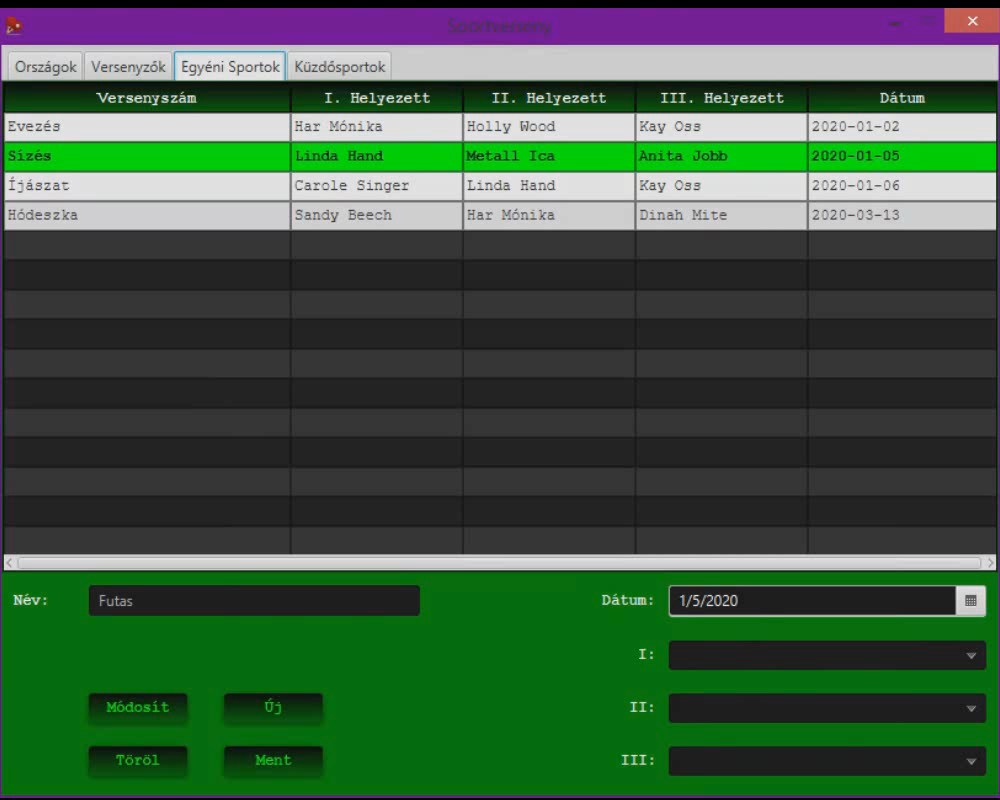 Sportverseny
Országok Versenyzők Egyéni Sportok Küzdősportok
Versenyszám I. Helyezett II. Helyezett III. Helyezett Dátum
Evezés Har Mónika Holly Wood Kay Oss 2020-01-02
Sízés Linda Hand Metall Ica Anita Jobb 2020-01-05
Íjászat Carole Singer Linda Hand Kay Oss 2020-01-06
Hódeszka Sandy Beech Har Mónika Dinah Mite 2020-03-13
Név: Futas Dátum: 1/5/2020
I:
Módosít Új II:
Töröl Ment III: